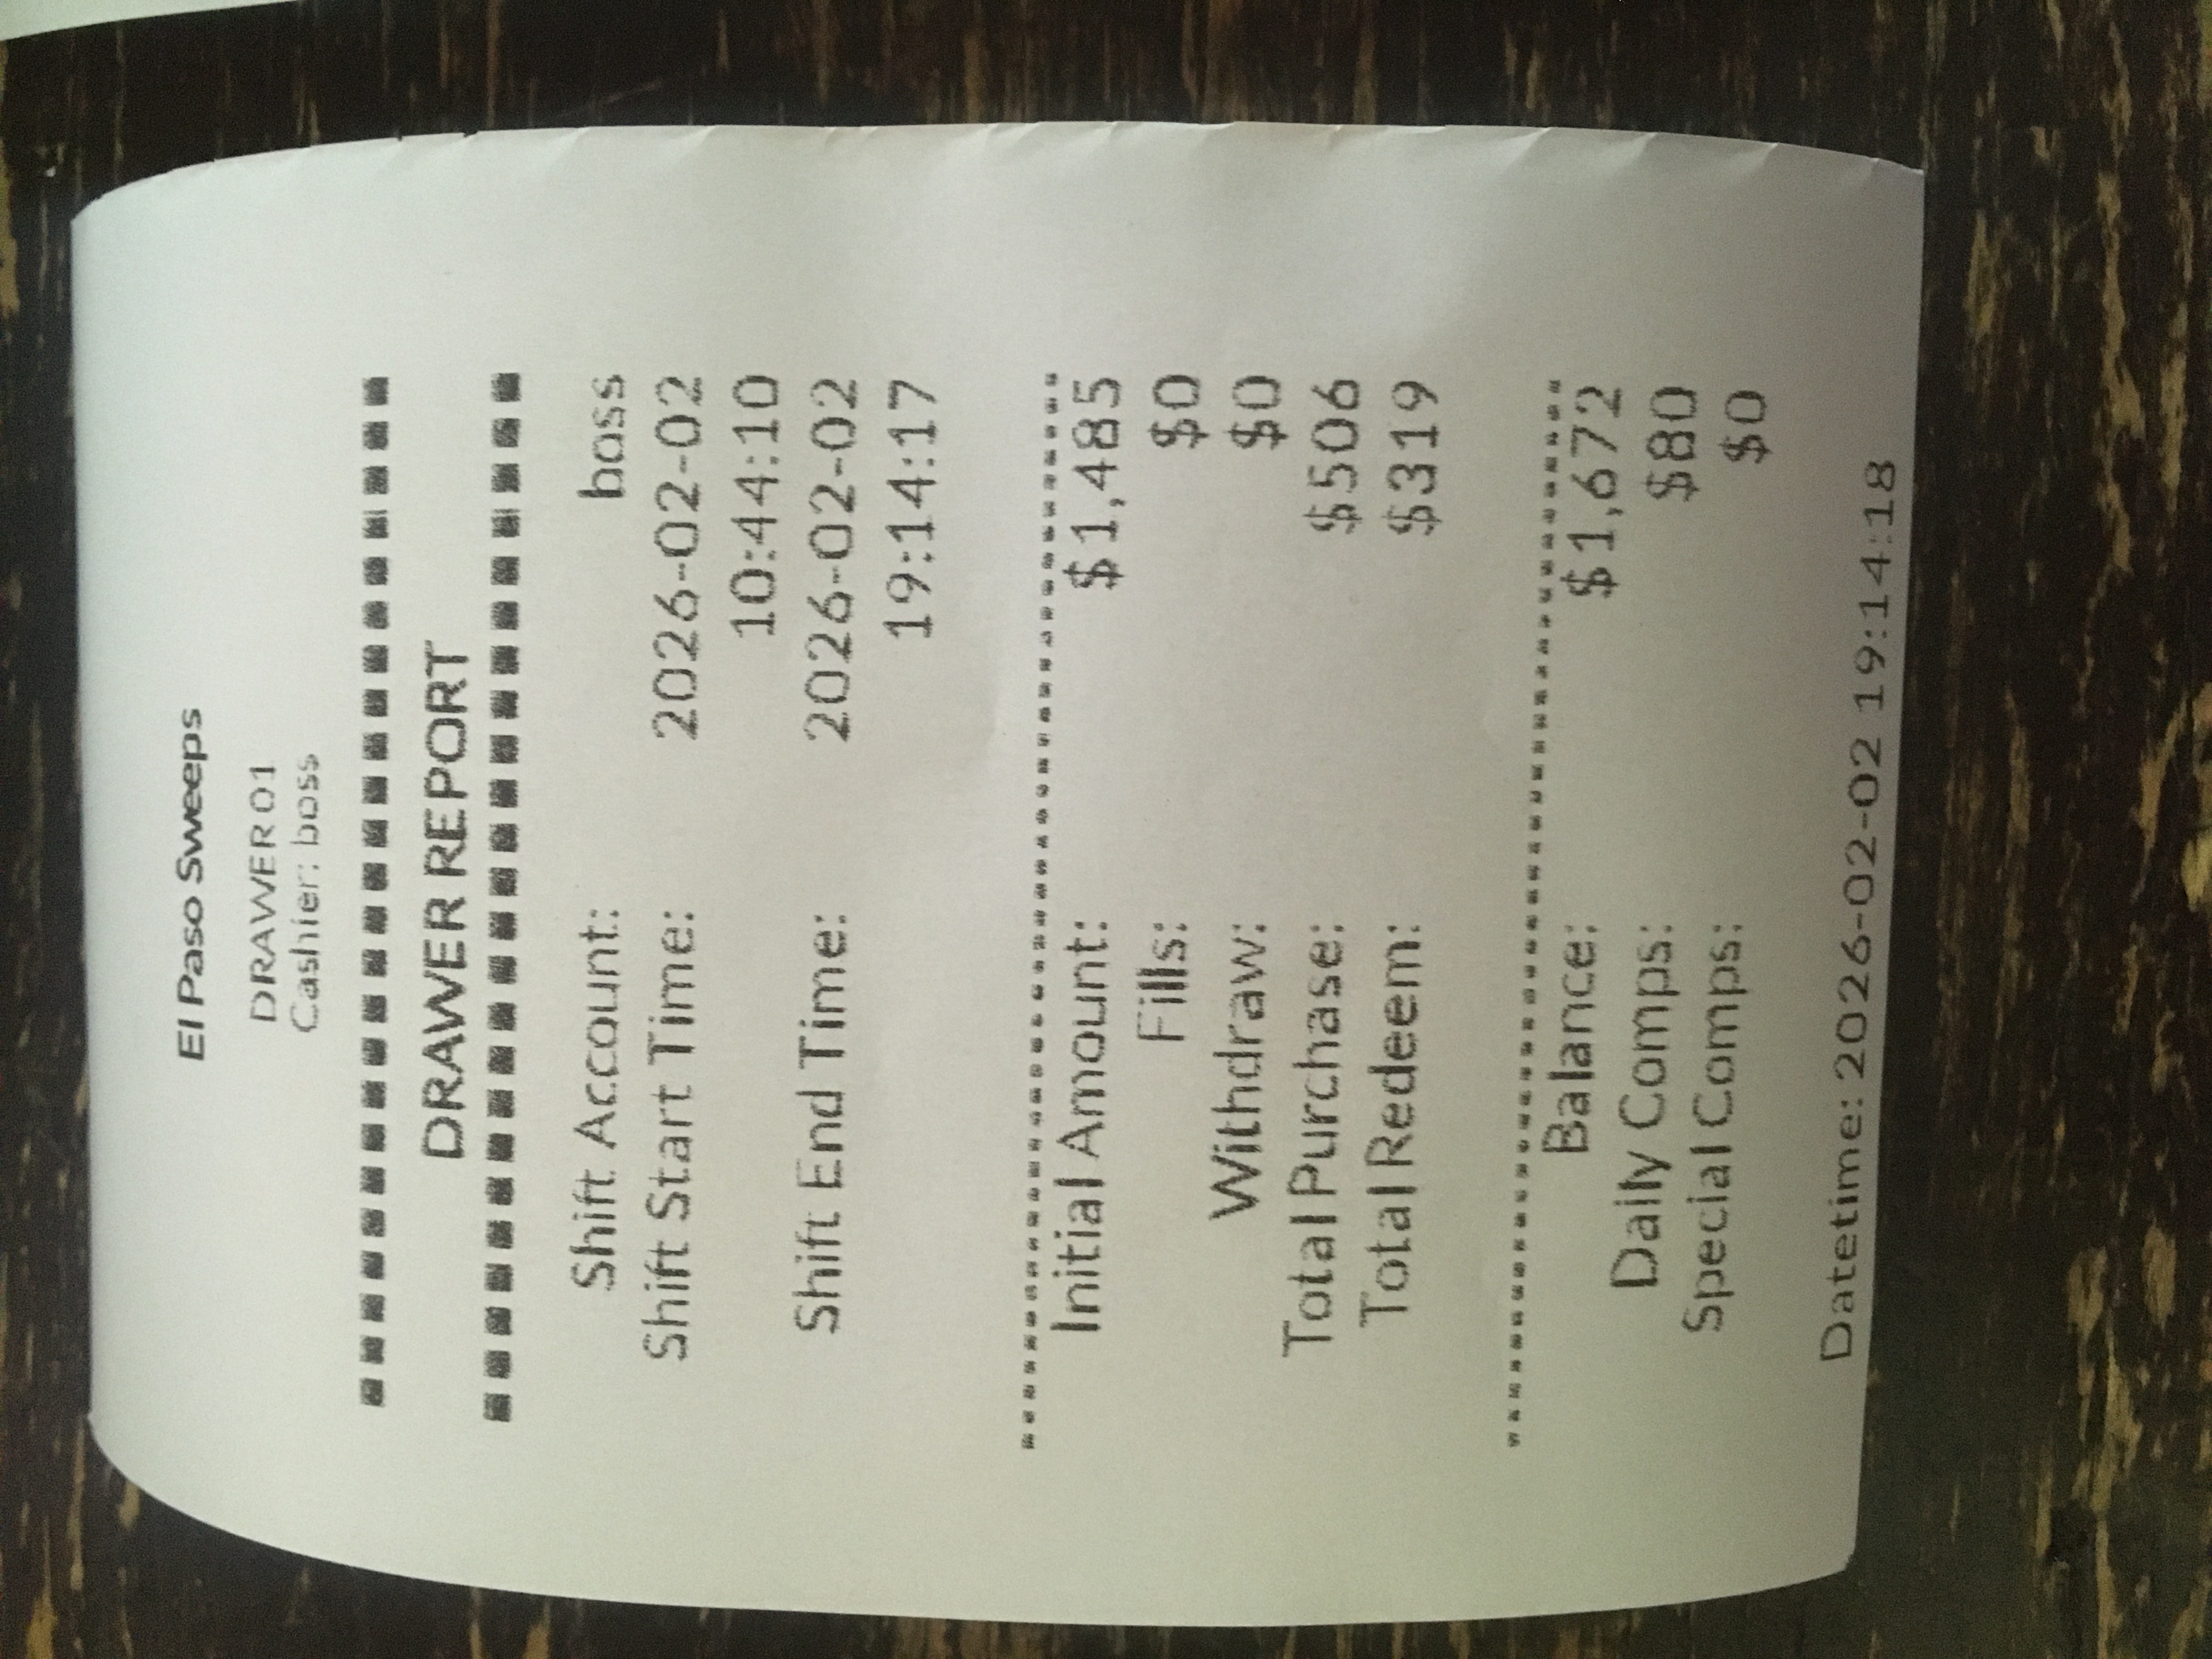 El Paso Sweeps
DRAWER 01
Cashier: boss
DRAWER REPORT
Shift Account: boss
Shift Start Time: 2026-02-02
10:44:10
Shift End Time: 2026-02-02
19:14:17
Initial Amount: $1,485
Fills: $0
Withdraw: $0
Total Purchase: $506
Total Redeem: $319
Balance: $1,672
Daily Comps: $80
Special Comps: $0
Datetime: 2026-02-02 19:14:18